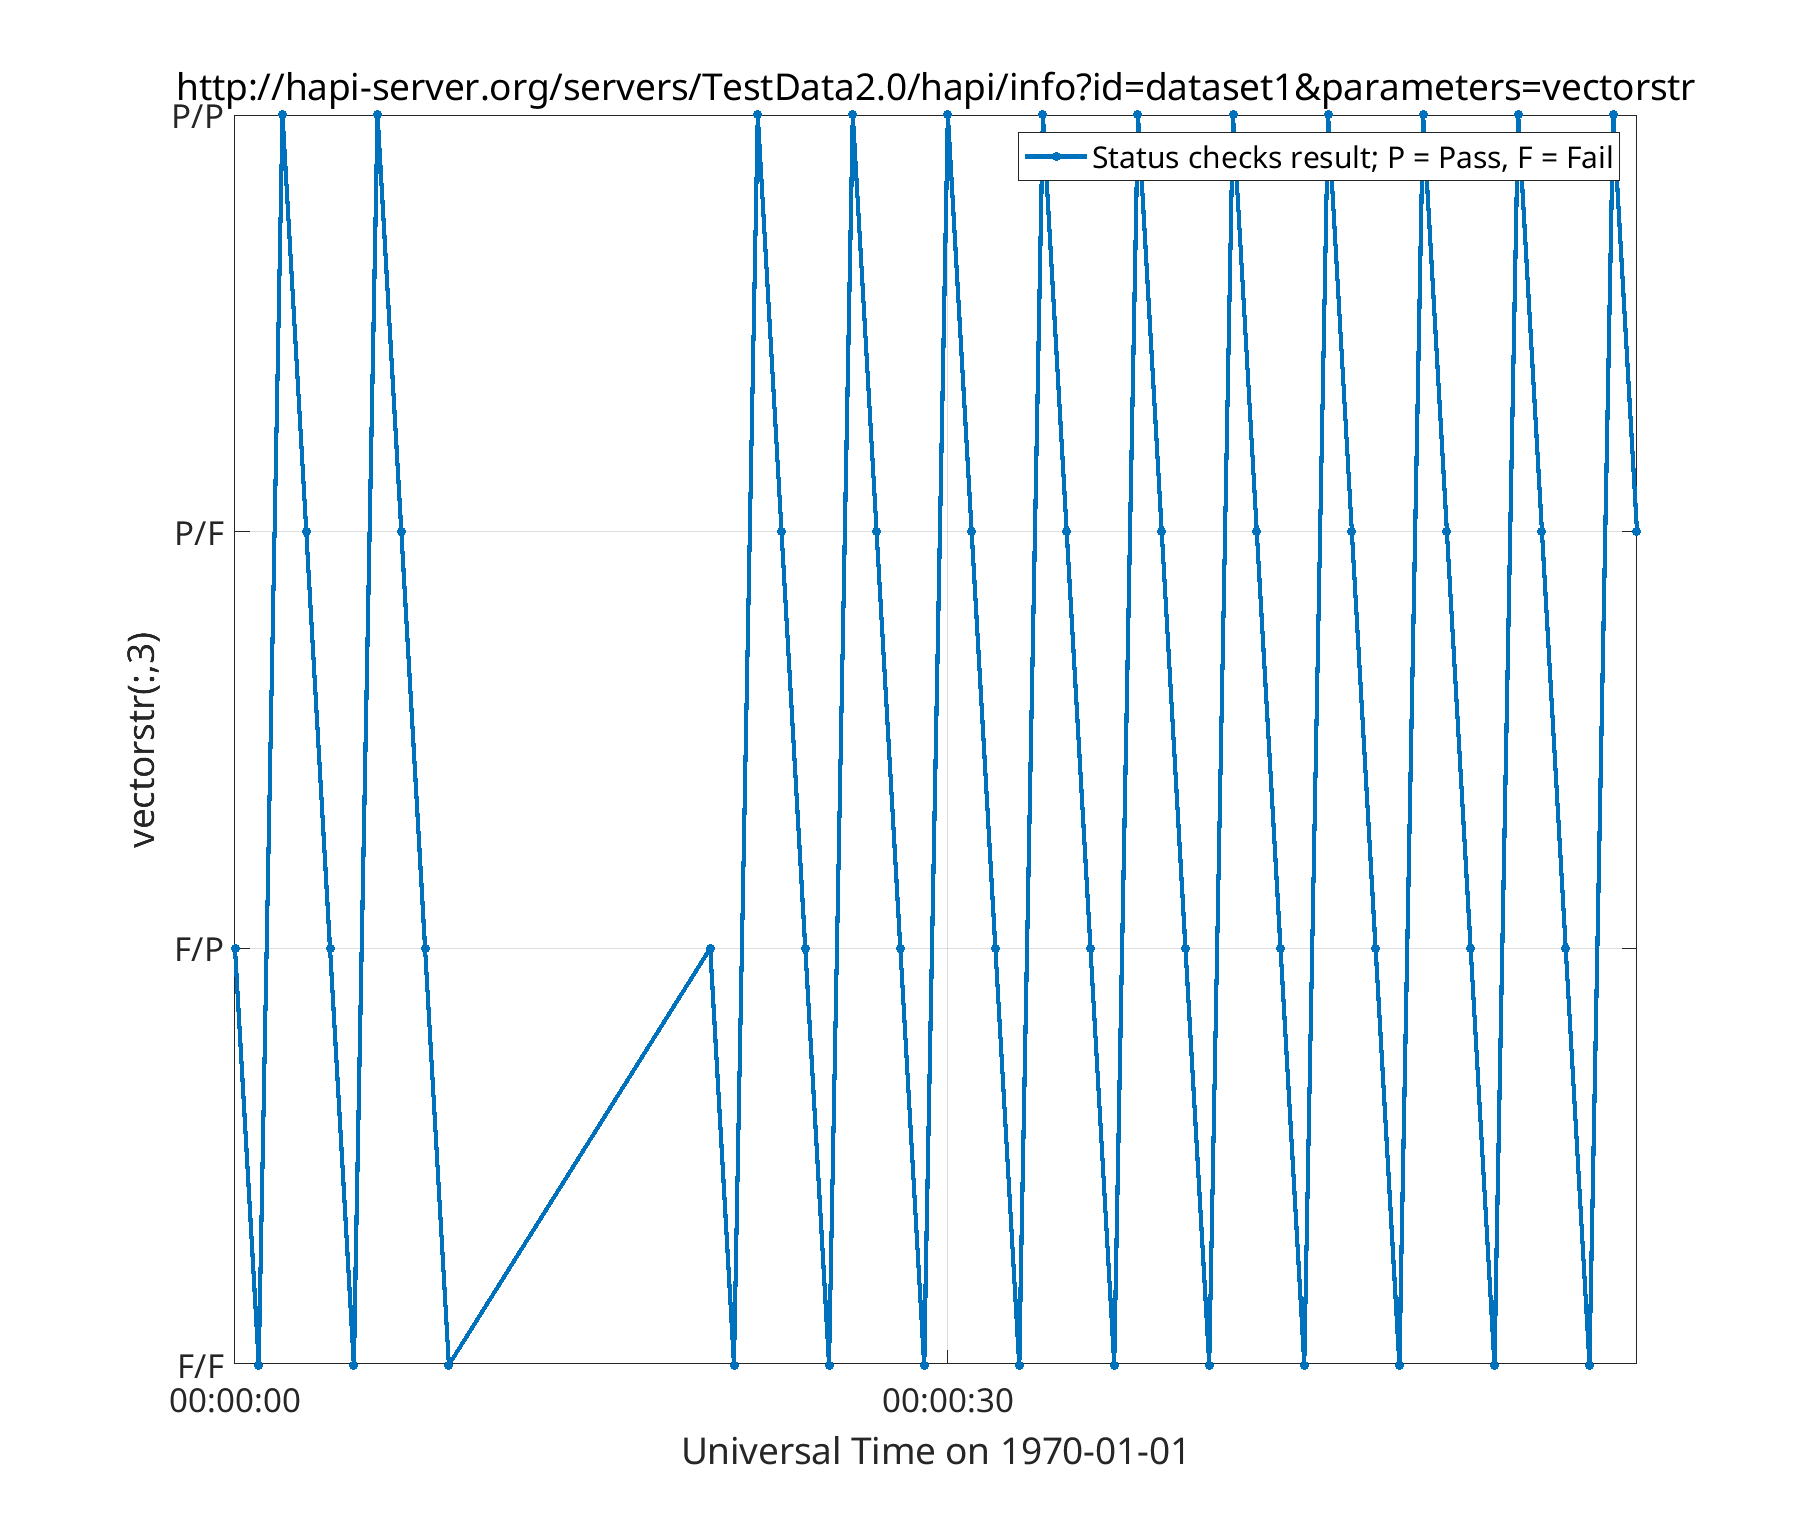 http://hapi-server.org/servers/TestData2.0/hapi/info?id=dataset1&parameters=vectorstr
P/P
Status checks result; P = Pass, F = Fail
P/F
vectorstr(:,3)
F/P
F/F
00:00:00 00:00:30
Universal Time on 1970-01-01